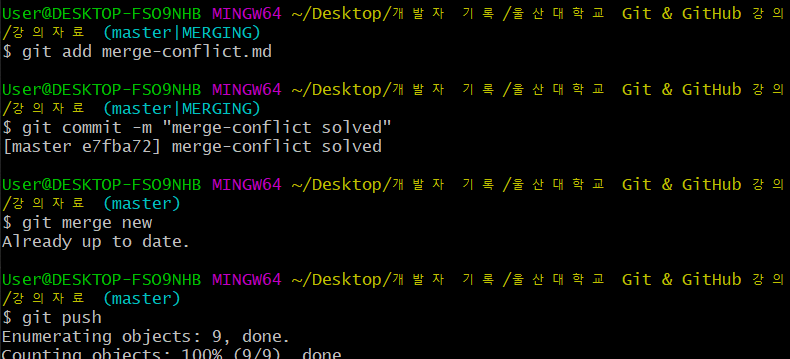 User@DESKTOP-FSO9NHB MINGW64 ~/Desktop/개발자 기록/울산대학교 Git & GitHub 강의
/강의자료 (master|MERGING)
$ git add merge-conflict.md
User@DESKTOP-FSO9NHB MINGW64 ~/Desktop/개발자 기록/울산대학교 Git & GitHub 강의
/강의자료 (master|MERGING)
$ git commit -m "merge-conflict solved"
[master e7fba72] merge-conflict solved
User@DESKTOP-FSO9NHB MINGW64 ~/Desktop/개발자 기록/울산대학교 Git & GitHub 강의
/강의자료 (master)
$ git merge new
Already up to date.
User@DESKTOP-FSO9NHB MINGW64 ~/Desktop/개발자 기록/울산대학교 Git & GitHub 강의
/강의자료 (master)
$ git push
Enumerating objects: 9, done.
Counting objects: 100% (9/9), done